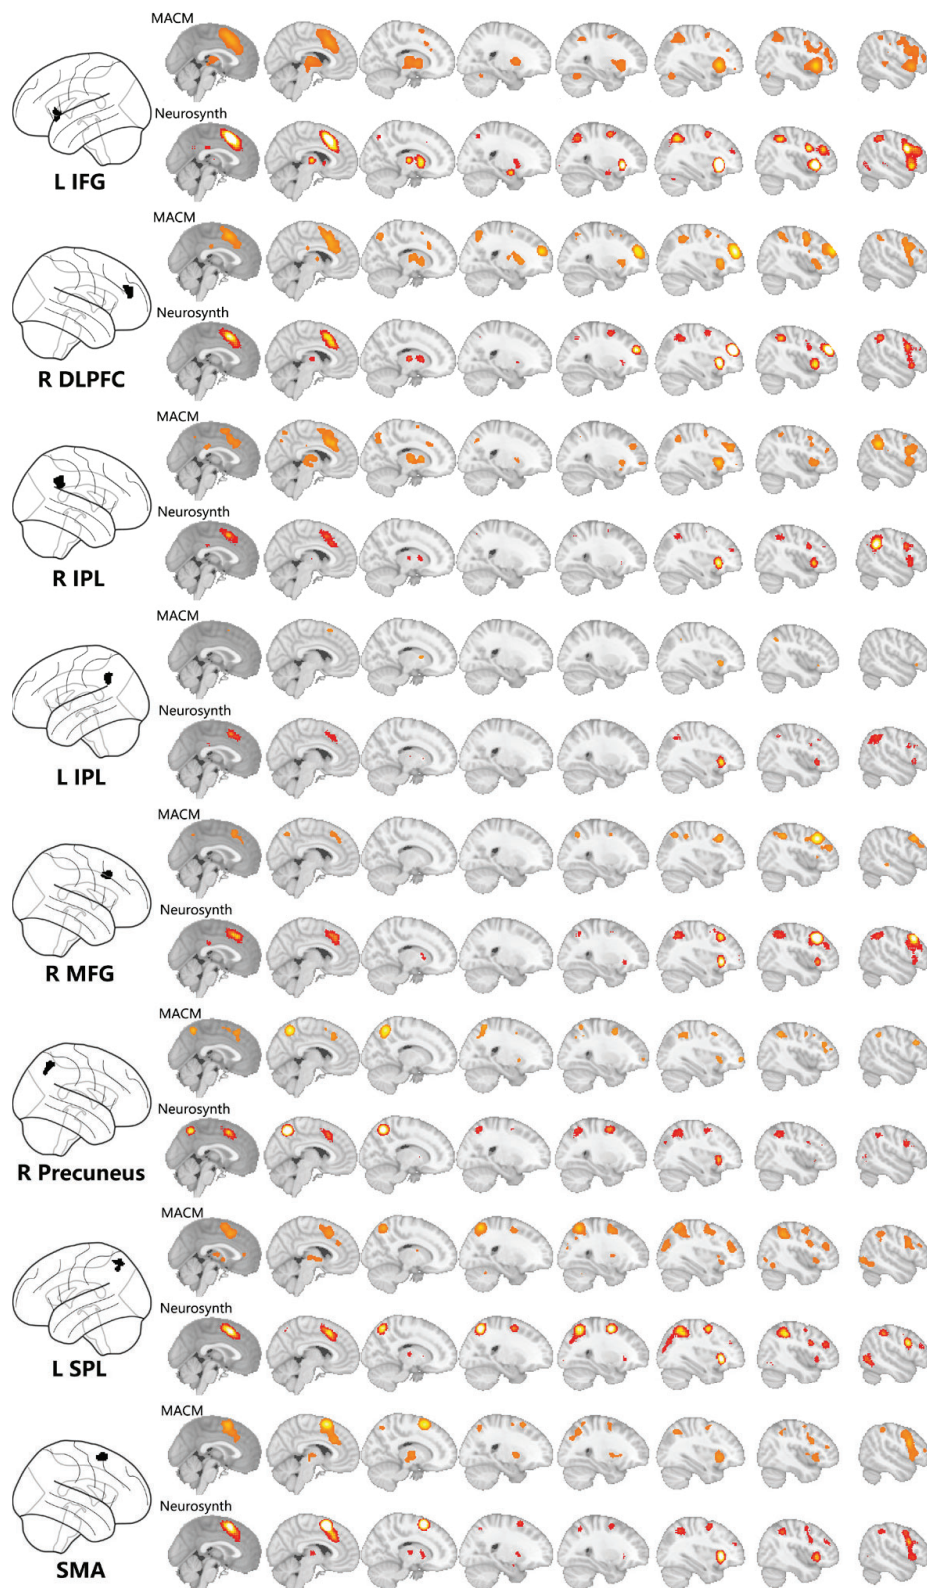 MACM
Neurosynth
L IFG
MACM
Neurosynth
R DLPFC
MACM
Neurosynth
R IPL
MACM
Neurosynth
L IPL
MACM
Neurosynth
R MFG
MACM
Neurosynth
R Precuneus
MACM
Neurosynth
L SPL
MACM
Neurosynth
SMA